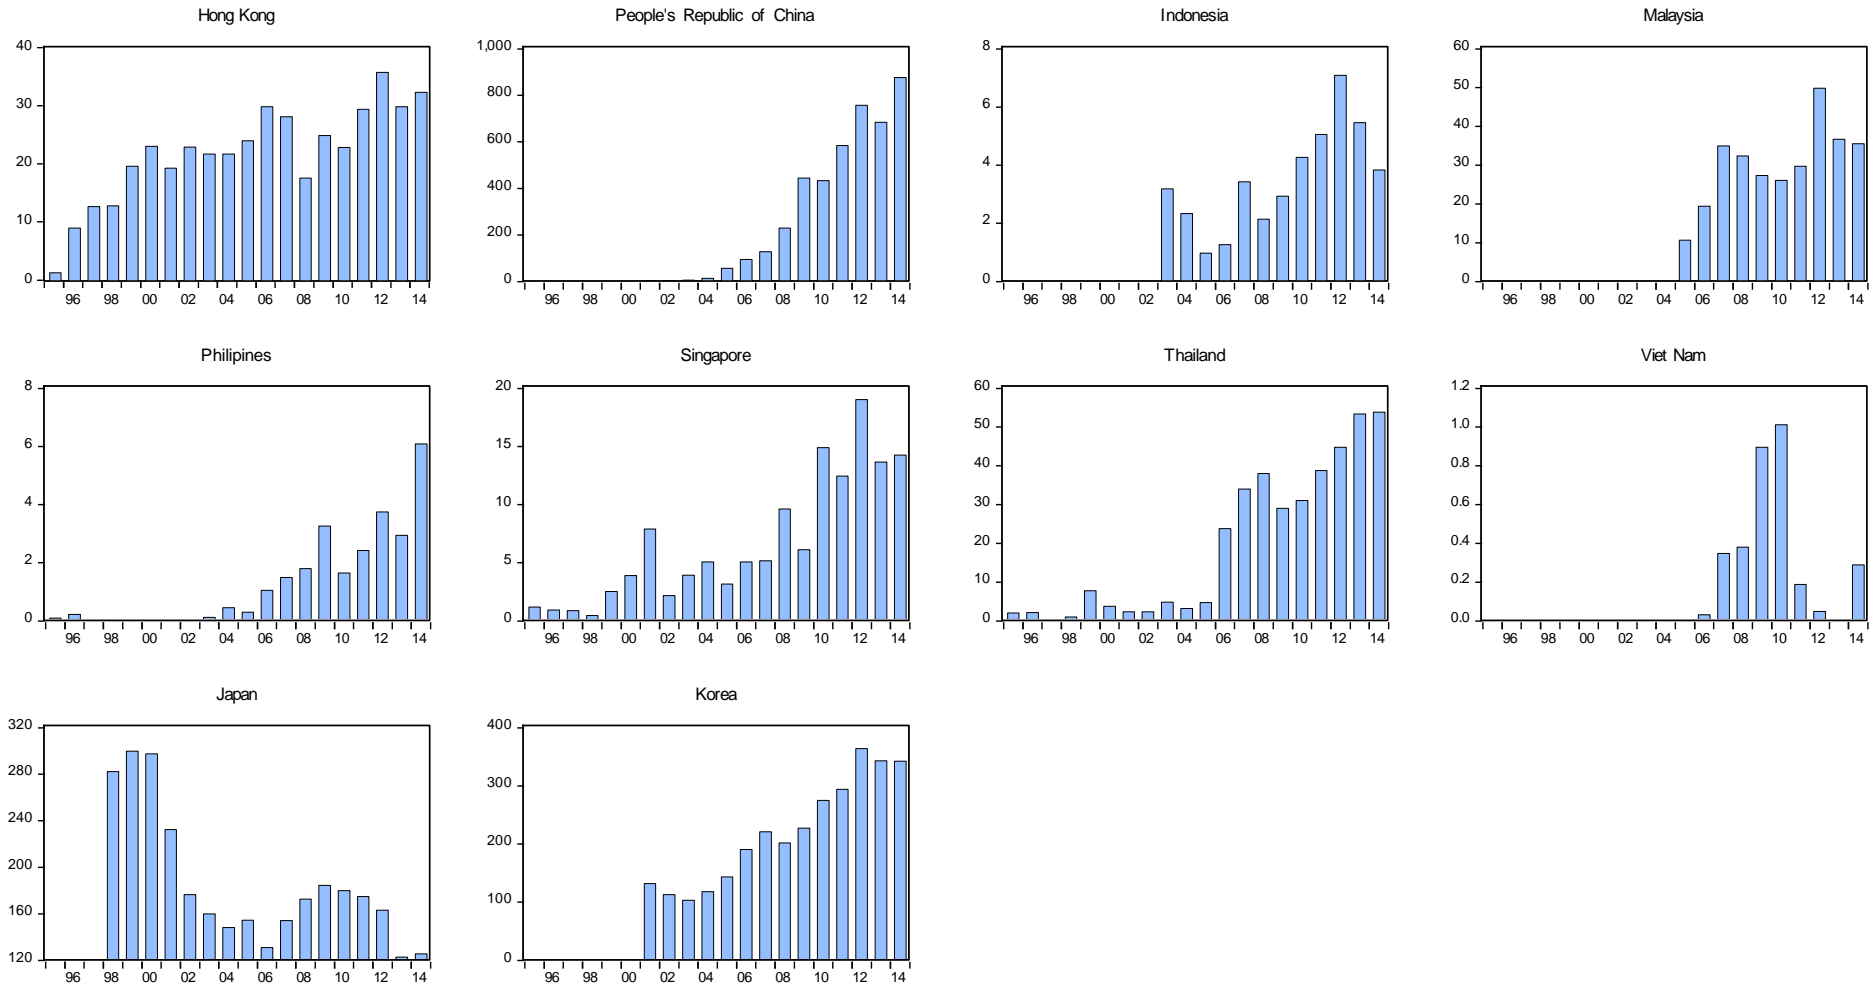 Hong Kong
People's Republic of China
Indonesia
Malaysia
40
30
20
10
0
96 98 00 02 04 06 08 10 12 14
1,000
800
600
400
200
0
96 98 00 02 04 06 08 10 12 14
8
6
4
2
0
96 98 00 02 04 06 08 10 12 14
60
50
40
30
20
10
0
96 98 00 02 04 06 08 10 12 14
Philipines
Singapore
Thailand
Viet Nam
8
6
4
2
0
96 98 00 02 04 06 08 10 12 14
20
15
10
5
0
96 98 00 02 04 06 08 10 12 14
60
50
40
30
20
10
0
96 98 00 02 04 06 08 10 12 14
1.2
1.0
0.8
0.6
0.4
0.2
0.0
96 98 00 02 04 06 08 10 12 14
Japan
Korea
320
280
240
200
160
120
96 98 00 02 04 06 08 10 12 14
400
300
200
100
0
96 98 00 02 04 06 08 10 12 14